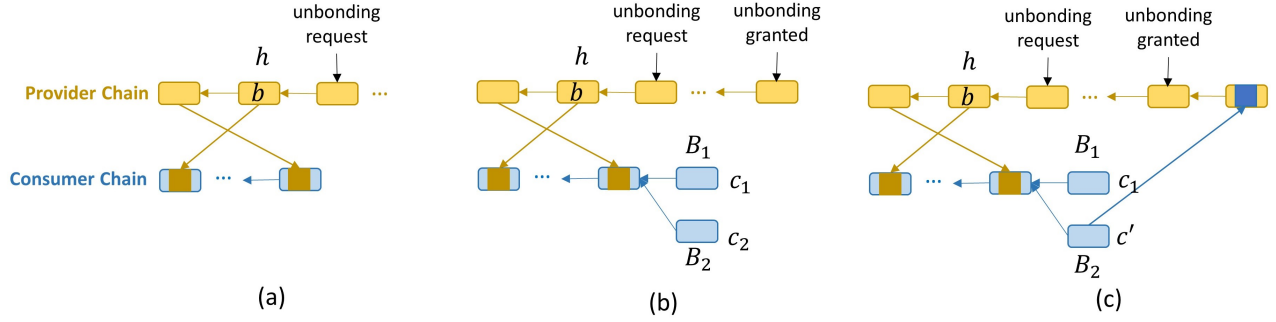 unbonding
request
h
Provider Chain
b
...
Consumer Chain
...
(a)
unbonding
request
unbonding
granted
h
b
...
...
B₁
c₁
c₂
B₂
(b)
unbonding
request
unbonding
granted
h
b
...
...
B₁
c₁
c′
B₂
(c)